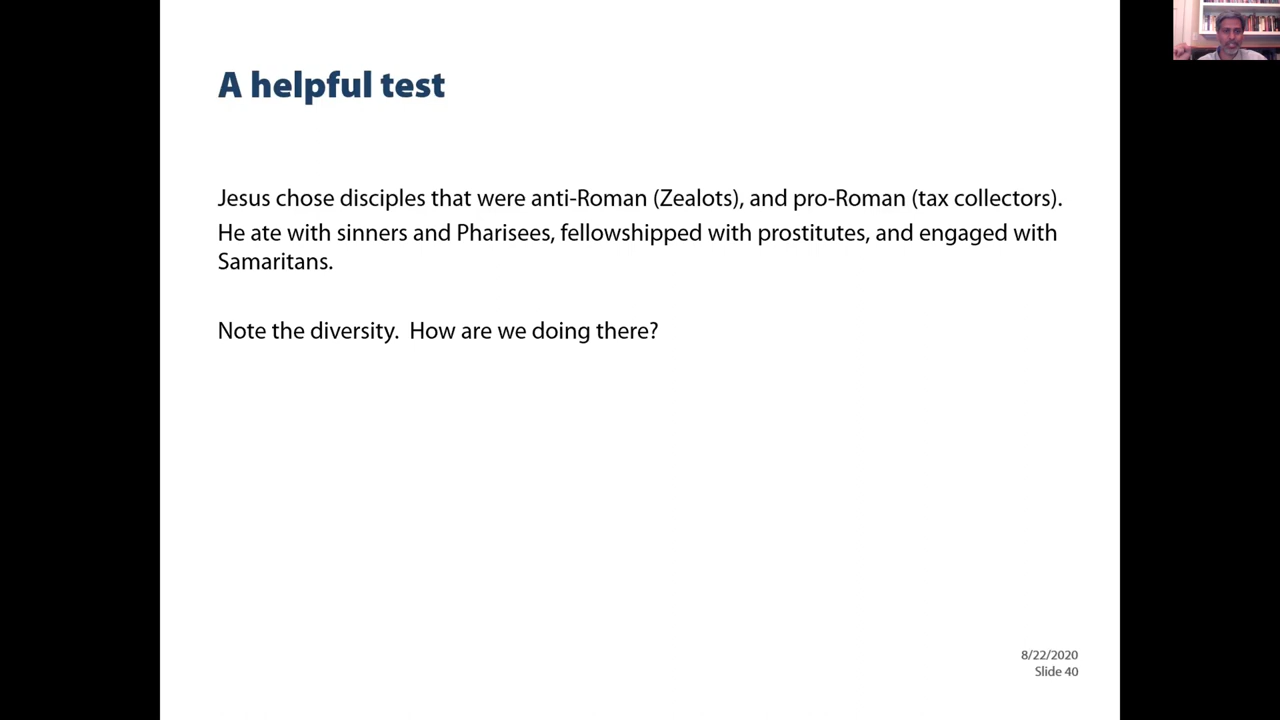 A helpful test
Jesus chose disciples that were anti-Roman (Zealots), and pro-Roman (tax collectors).
He ate with sinners and Pharisees, fellowshipped with prostitutes, and engaged with
Samaritans.
Note the diversity.  How are we doing there?
8/22/2020
Slide 40